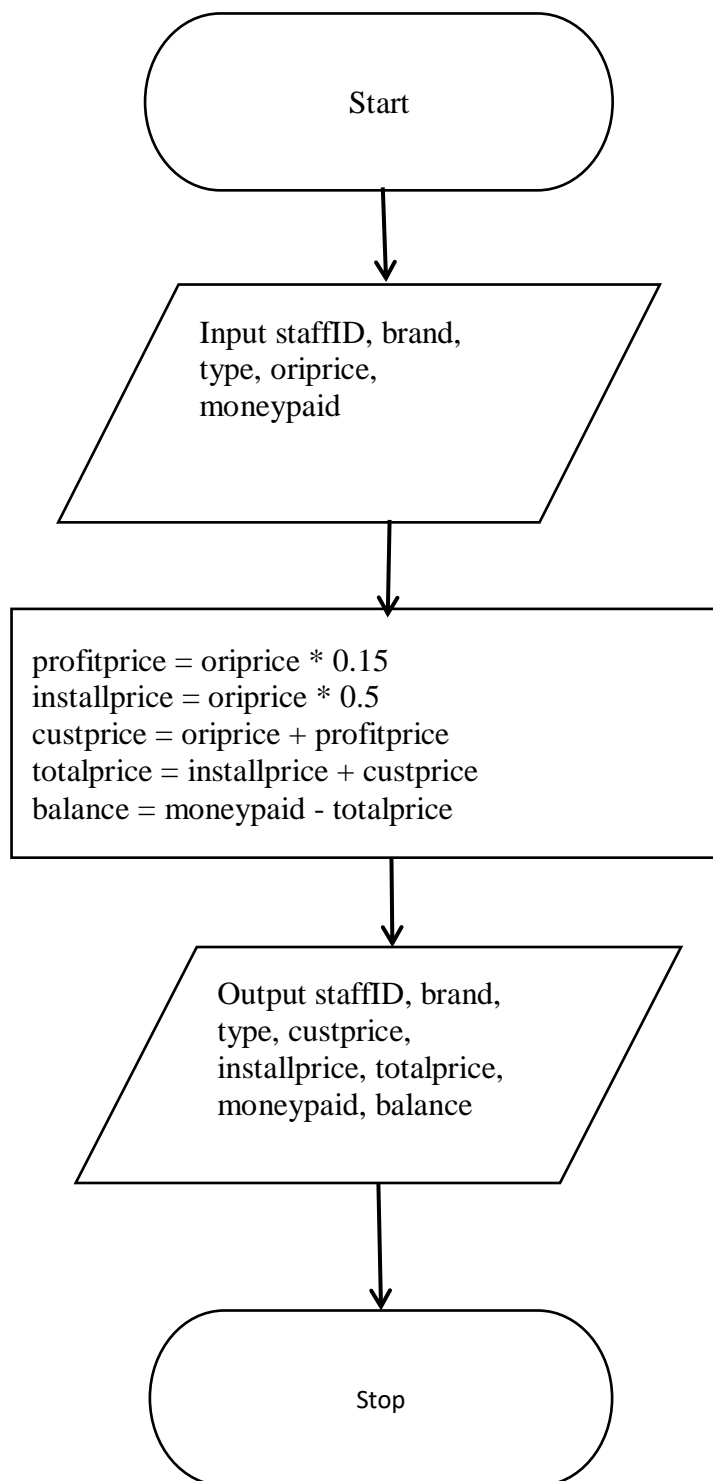 Start
Input staffID, brand,
type, oriprice,
moneypaid
profitprice = oriprice * 0.15
installprice = oriprice * 0.5
custprice = oriprice + profitprice
totalprice = installprice + custprice
balance = moneypaid - totalprice
Output staffID, brand,
type, custprice,
installprice, totalprice,
moneypaid, balance
Stop